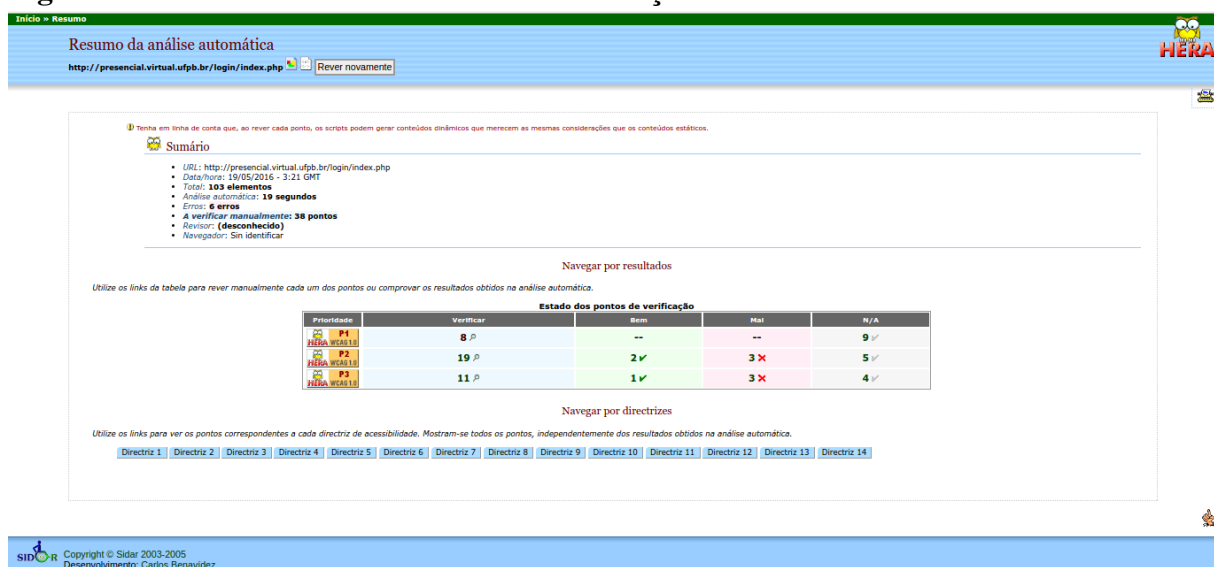 Início » Resumo
Resumo da análise automática
HERA
http://presencial.virtual.ufpb.br/login/index.php Rever novamente
Tenha em linha de conta que, ao rever cada ponto, os scripts podem gerar conteúdos dinâmicos que merecem as mesmas considerações que os conteúdos estáticos.
Sumário
• URL: http://presencial.virtual.ufpb.br/login/index.php
• Data/hora: 19/05/2016 - 3:21 GMT
• Total: 103 elementos
• Análise automática: 19 segundos
• Erros: 6 erros
• A verificar manualmente: 38 pontos
• Revisor: (desconhecido)
• Navegador: Sin identificar
Navegar por resultados
Utilize os links da tabela para rever manualmente cada um dos pontos ou comprovar os resultados obtidos na análise automática.
Estado dos pontos de verificação
Prioridade Verificar Bem Mal N/A
HERA P1 WCAG 1.0 8 -- -- 9
HERA P2 WCAG 1.0 19 2 3 5
HERA P3 WCAG 1.0 11 1 3 4
Navegar por directrizes
Utilize os links para ver os pontos correspondentes a cada directriz de acessibilidade. Mostram-se todos os pontos, independentemente dos resultados obtidos na análise automática.
Directriz 1 Directriz 2 Directriz 3 Directriz 4 Directriz 5 Directriz 6 Directriz 7 Directriz 8 Directriz 9 Directriz 10 Directriz 11 Directriz 12 Directriz 13 Directriz 14
SIDAR Copyright © Sidar 2003-2005
Desenvolvimento: Carlos Benavídez